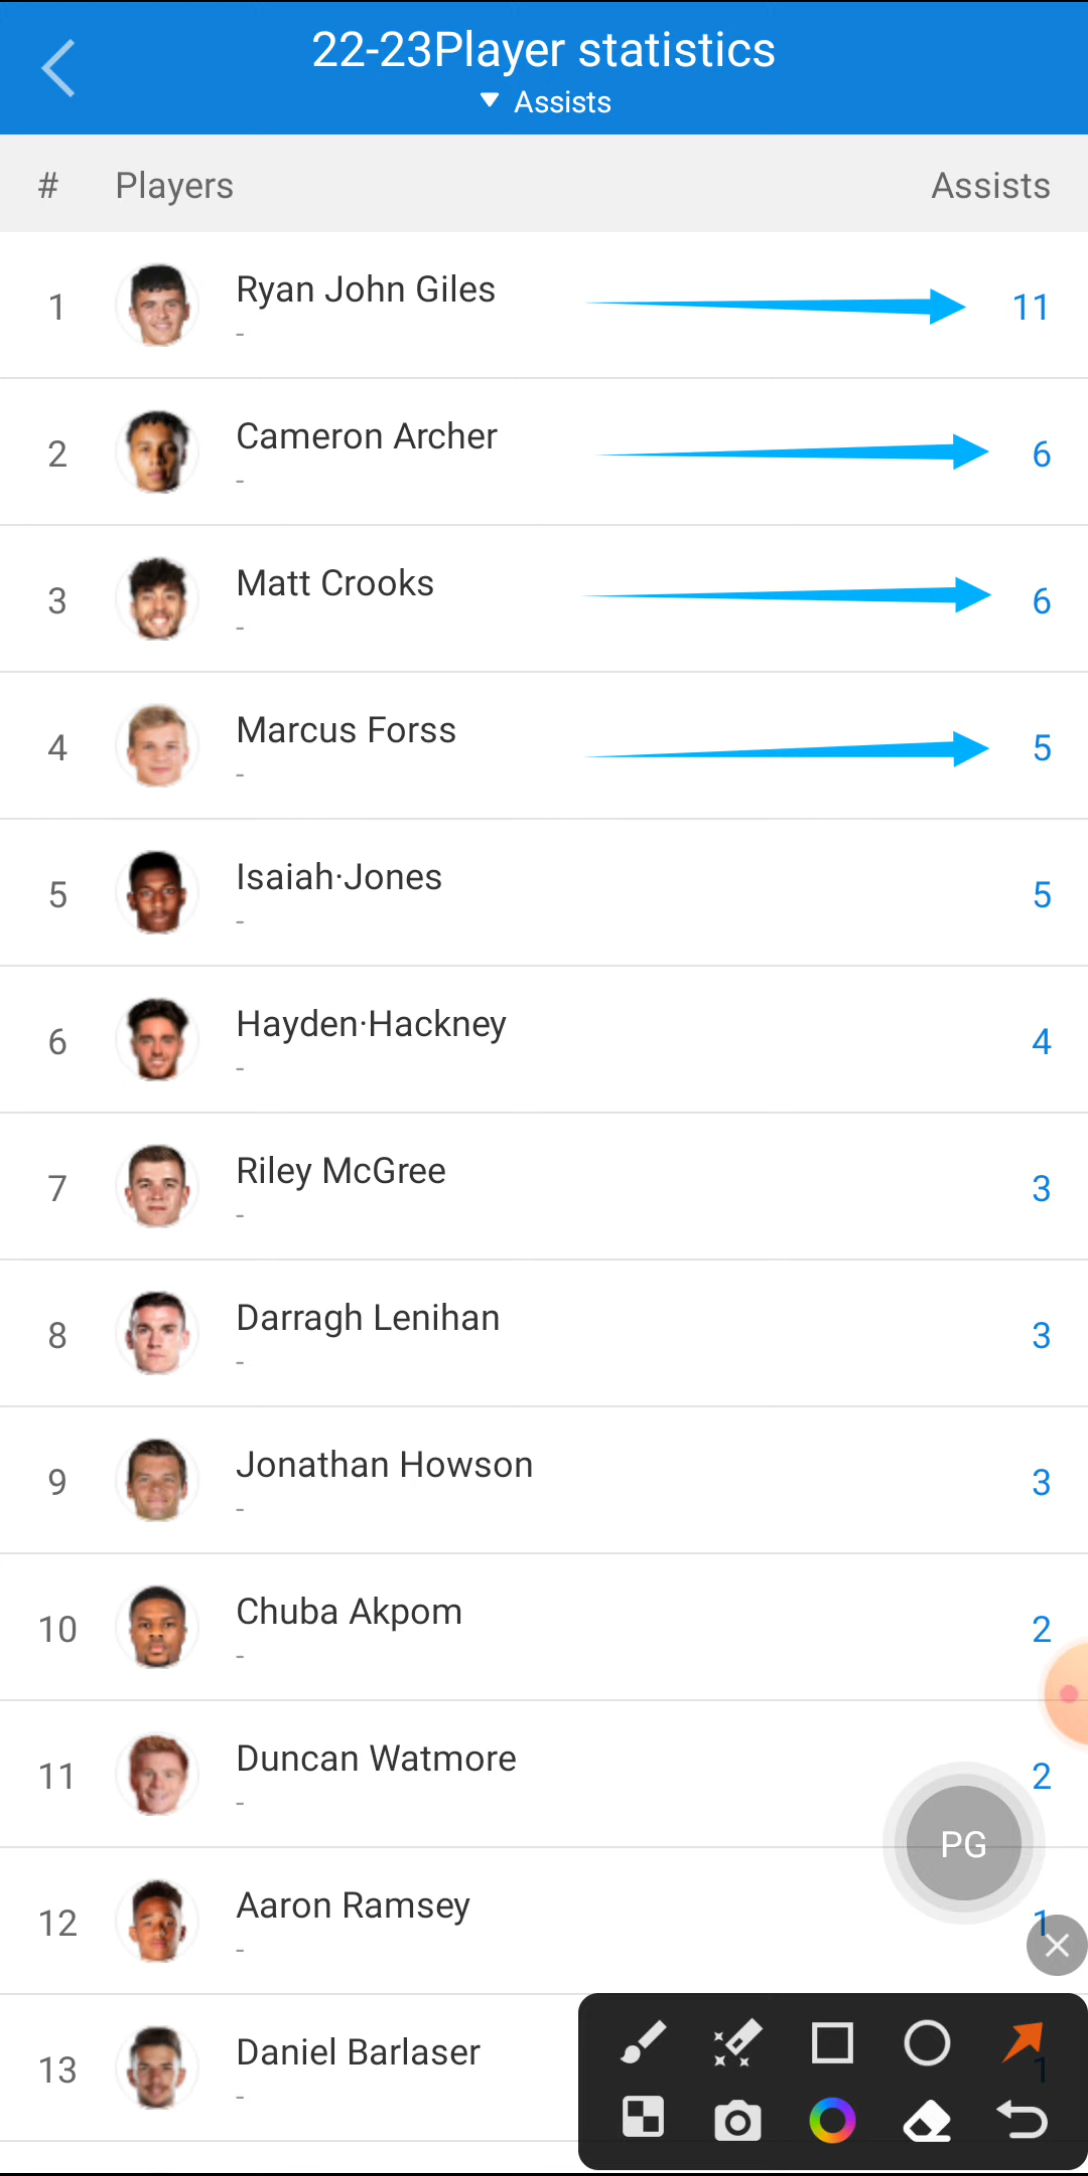 22-23Player statistics
▼ Assists
# Players Assists
1 Ryan John Giles 11
-
2 Cameron Archer 6
-
3 Matt Crooks 6
-
4 Marcus Forss 5
-
5 Isaiah·Jones 5
-
6 Hayden·Hackney 4
-
7 Riley McGree 3
-
8 Darragh Lenihan 3
-
9 Jonathan Howson 3
-
10 Chuba Akpom 2
-
11 Duncan Watmore 2
-
PG
12 Aaron Ramsey 1
-
13 Daniel Barlaser 1
-